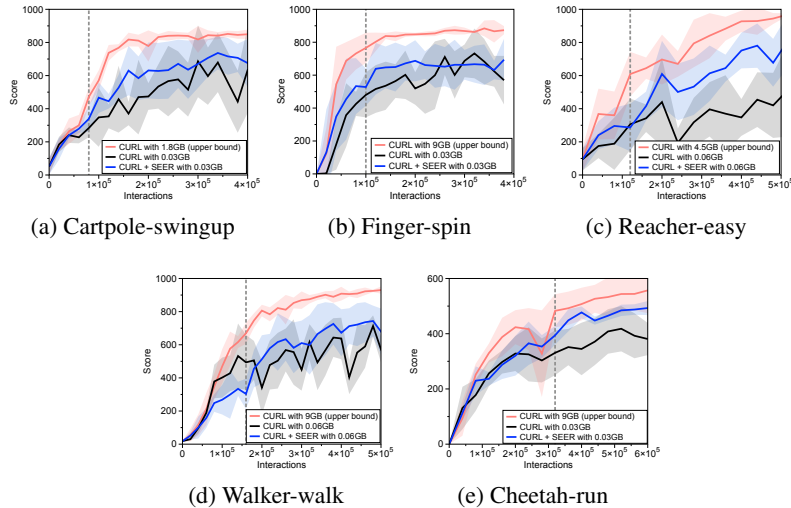 1000
800
600
400
200
0
Score
CURL with 1.8GB (upper bound)
CURL with 0.03GB
CURL + SEER with 0.03GB
0 1×10⁵ 2×10⁵ 3×10⁵ 4×10⁵
Interactions
(a) Cartpole-swingup
1000
800
600
400
200
0
Score
CURL with 9GB (upper bound)
CURL with 0.03GB
CURL + SEER with 0.03GB
0 1×10⁵ 2×10⁵ 3×10⁵ 4×10⁵
Interactions
(b) Finger-spin
1000
800
600
400
200
0
Score
CURL with 4.5GB (upper bound)
CURL with 0.06GB
CURL + SEER with 0.06GB
0 1×10⁵ 2×10⁵ 3×10⁵ 4×10⁵ 5×10⁵
Interactions
(c) Reacher-easy
1000
800
600
400
200
0
Score
CURL with 9GB (upper bound)
CURL with 0.06GB
CURL + SEER with 0.06GB
0 1×10⁵ 2×10⁵ 3×10⁵ 4×10⁵ 5×10⁵
Interactions
(d) Walker-walk
600
400
200
0
Score
CURL with 9GB (upper bound)
CURL with 0.03GB
CURL + SEER with 0.03GB
0 1×10⁵ 2×10⁵ 3×10⁵ 4×10⁵ 5×10⁵ 6×10⁵
Interactions
(e) Cheetah-run